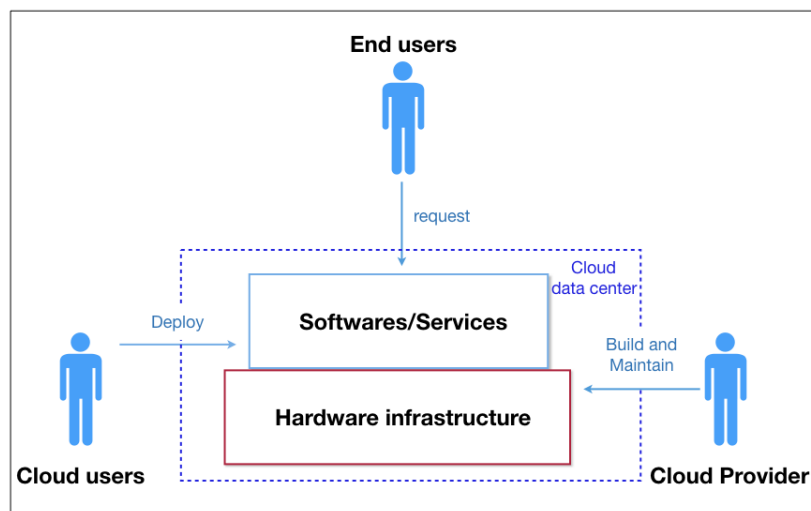 End users
request
Cloud
data center
Softwares/Services
Deploy
Build and
Maintain
Hardware infrastructure
Cloud users
Cloud Provider